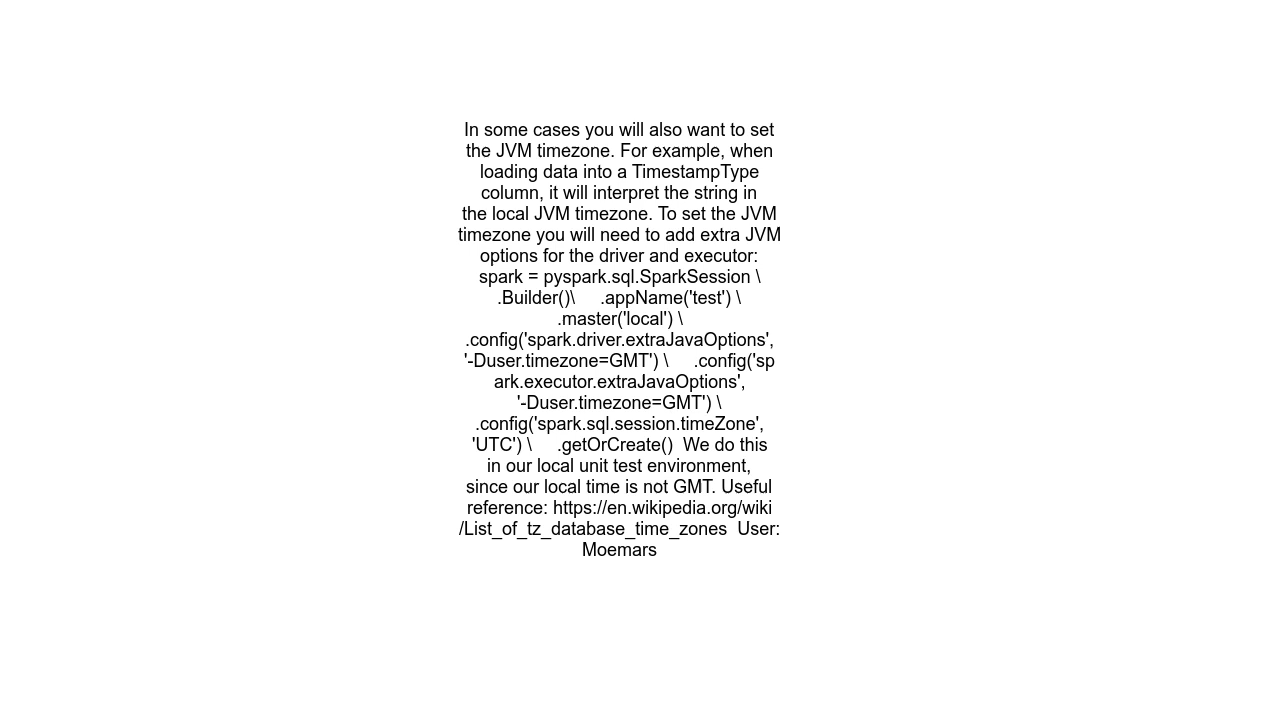 In some cases you will also want to set
the JVM timezone. For example, when
loading data into a TimestampType
column, it will interpret the string in
the local JVM timezone. To set the JVM
timezone you will need to add extra JVM
options for the driver and executor:
spark = pyspark.sql.SparkSession \
.Builder()\     .appName('test') \
.master('local') \
.config('spark.driver.extraJavaOptions',
'-Duser.timezone=GMT') \     .config('sp
ark.executor.extraJavaOptions',
'-Duser.timezone=GMT') \
.config('spark.sql.session.timeZone',
'UTC') \     .getOrCreate()  We do this
in our local unit test environment,
since our local time is not GMT. Useful
reference: https://en.wikipedia.org/wiki
/List_of_tz_database_time_zones  User:
Moemars